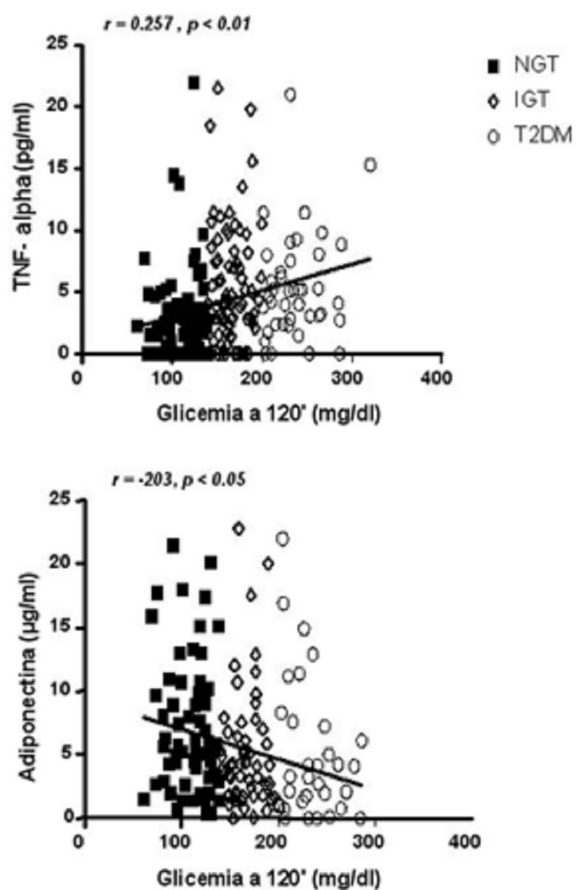 r = 0.257 , p < 0.01
25
20
15
10
5
0
TNF- alpha (pg/ml)
0 100 200 300 400
Glicemia a 120' (mg/dl)
NGT
IGT
T2DM
r = -203, p < 0.05
25
20
15
10
5
0
Adiponectina (µg/ml)
0 100 200 300 400
Glicemia a 120' (mg/dl)